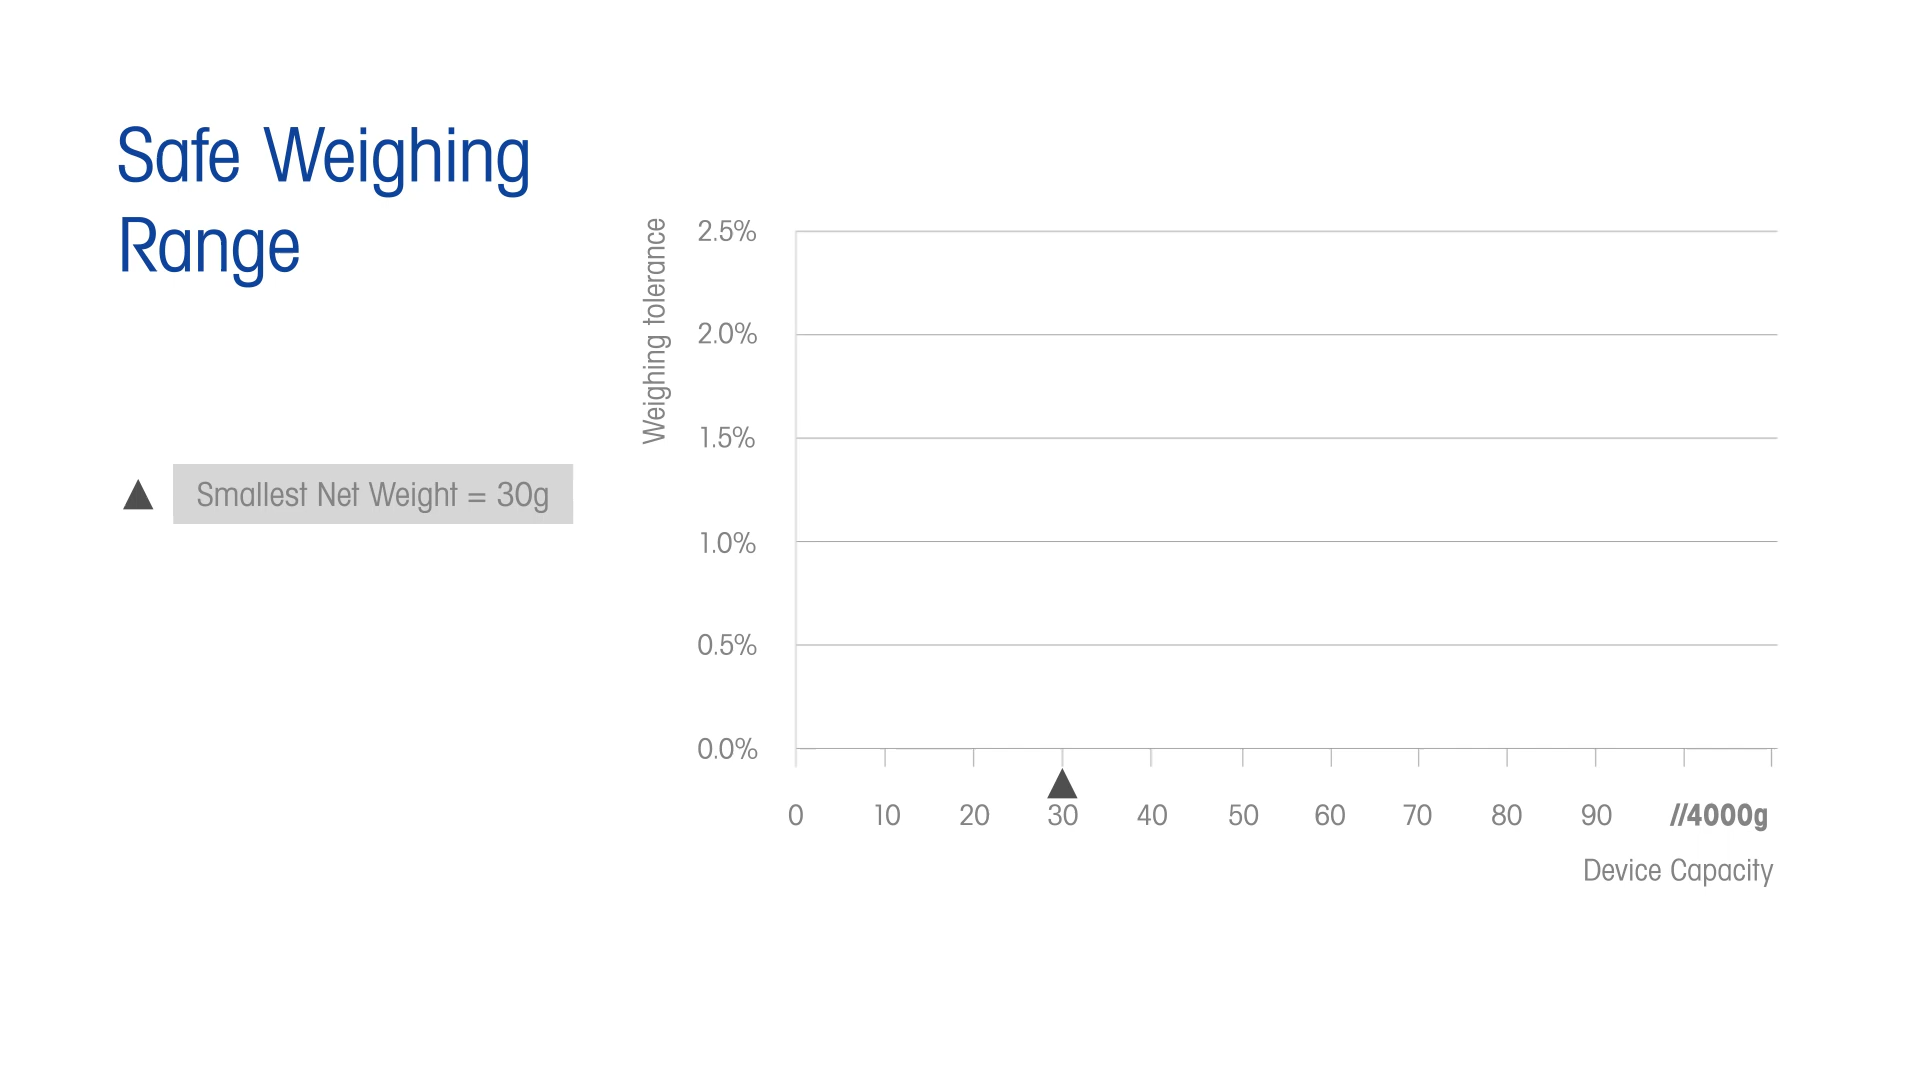 Safe Weighing
Range
Smallest Net Weight = 30g
Weighing tolerance
2.5%
2.0%
1.5%
1.0%
0.5%
0.0%
0 10 20 30 40 50 60 70 80 90 //4000g
Device Capacity